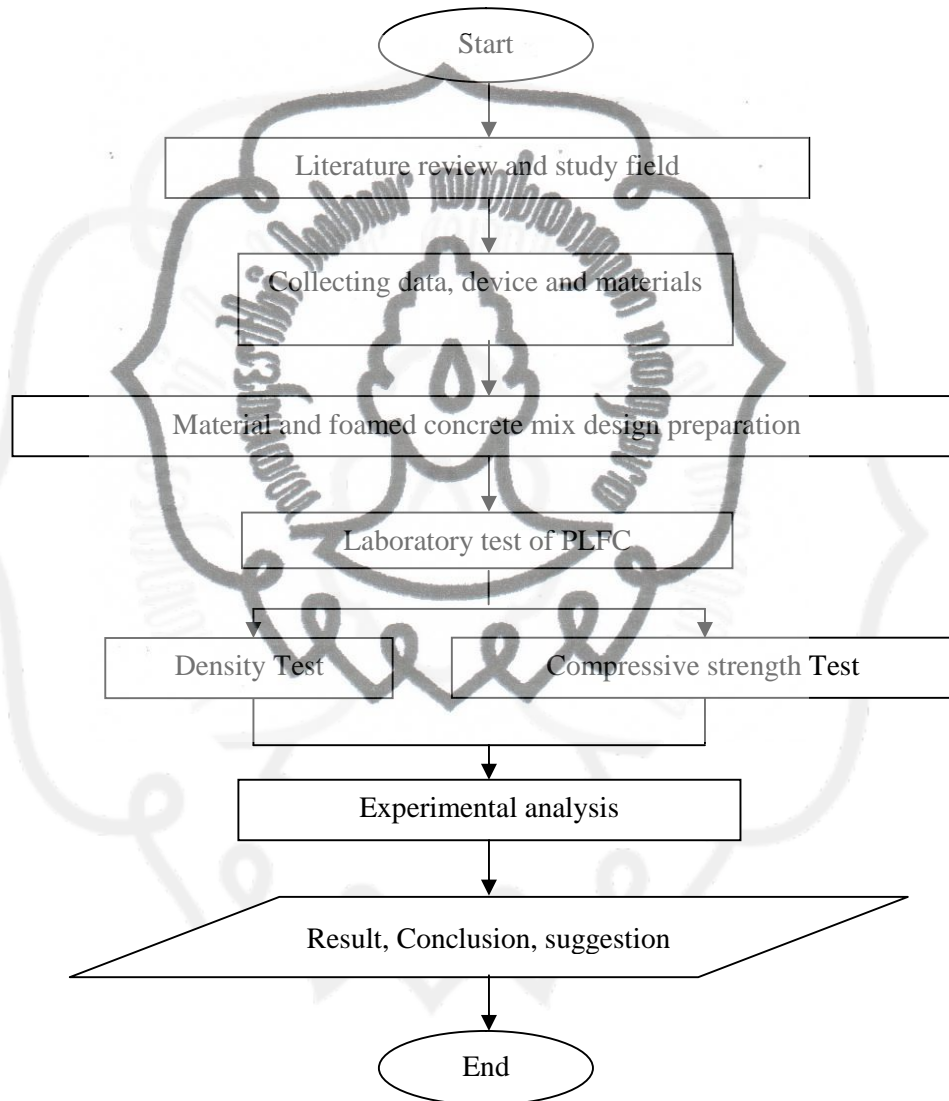 Start
Literature review and study field
Collecting data, device and materials
Material and foamed concrete mix design preparation
Laboratory test of PLFC
Density Test
Compressive strength Test
Experimental analysis
Result, Conclusion, suggestion
End